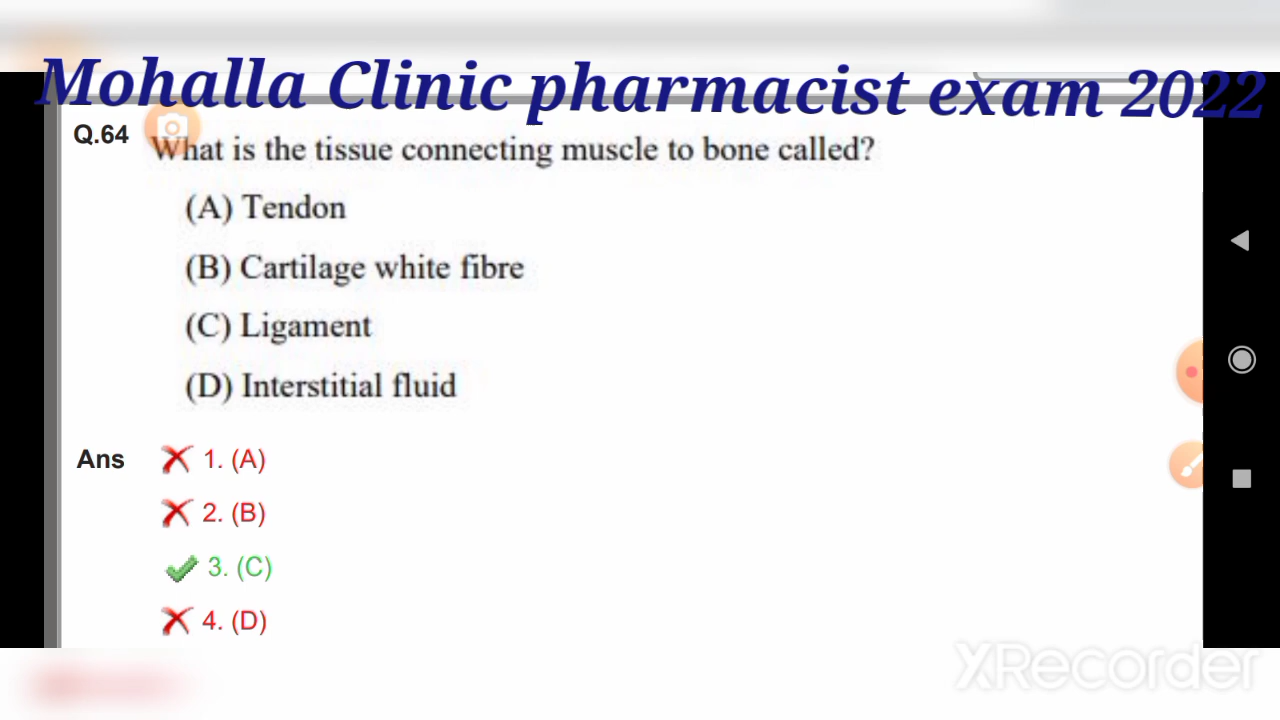 Mohalla Clinic pharmacist exam 2022
Q.64 What is the tissue connecting muscle to bone called?
(A) Tendon
(B) Cartilage white fibre
(C) Ligament
(D) Interstitial fluid
Ans 1. (A)
2. (B)
3. (C)
4. (D)
XRecorder